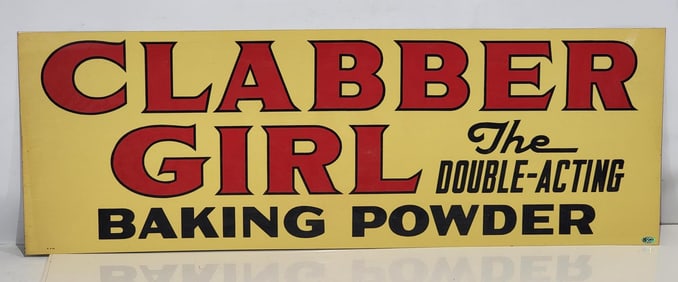 CLABBER
GIRL The
DOUBLE-ACTING
BAKING POWDER